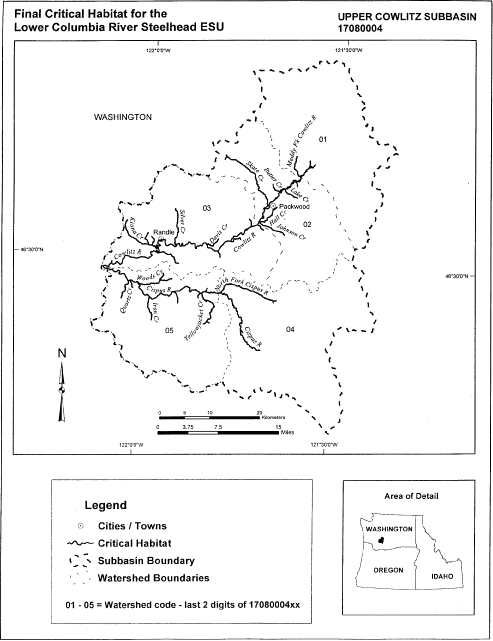 Final Critical Habitat for the
Lower Columbia River Steelhead ESU
UPPER COWLITZ SUBBASIN
17080004
122°0'0"W
121°30'0"W
WASHINGTON
01
Muddy Fk Cowlitz R
Skate Cr
Butter Cr
Lake Cr
Packwood
03
Hall Cr
02
Johnson Cr
Silver Cr
Kiona Cr
Randle
Davis Cr
Cowlitz R
Cowlitz R
46°30'0"N
46°30'0"N
Woods Cr
North Fork Cispus R
Cispus R
Quartz Cr
Iron Cr
Yellowjacket Cr
05
04
Cispus R
N
0 5 10 20
Kilometers
0 3.75 7.5 15
Miles
122°0'0"W
121°30'0"W
Legend
Cities / Towns
Critical Habitat
Subbasin Boundary
Watershed Boundaries
01 - 05 = Watershed code - last 2 digits of 17080004xx
Area of Detail
WASHINGTON
OREGON
IDAHO